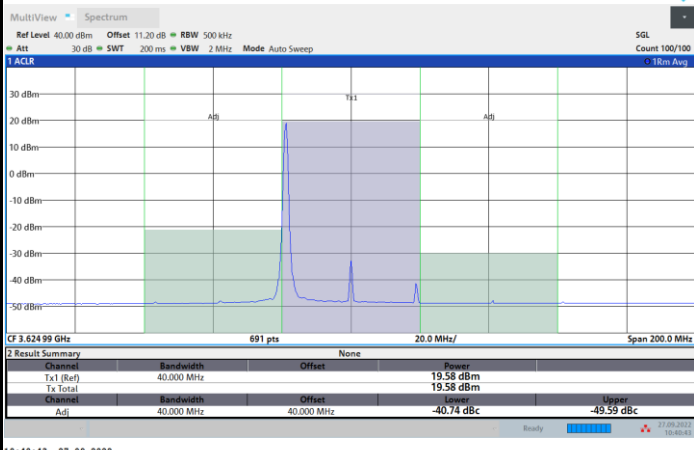 MultiView Spectrum
Ref Level 40.00 dBm Offset 11.20 dB RBW 500 kHz SGL
Att 30 dB SWT 200 ms VBW 2 MHz Mode Auto Sweep Count 100/100
1 ACLR 1Rm Avg
30 dBm
Tx1
20 dBm Adj Adj
10 dBm
0 dBm
-10 dBm
-20 dBm
-30 dBm
-40 dBm
-50 dBm
CF 3.624 99 GHz 691 pts 20.0 MHz/ Span 200.0 MHz
2 Result Summary None
Channel Bandwidth Offset Power
Tx1 (Ref) 40.000 MHz 19.58 dBm
Tx Total 19.58 dBm
Channel Bandwidth Offset Lower Upper
Adj 40.000 MHz 40.000 MHz -40.74 dBc -49.59 dBc
Ready 27.09.2022
10:40:43